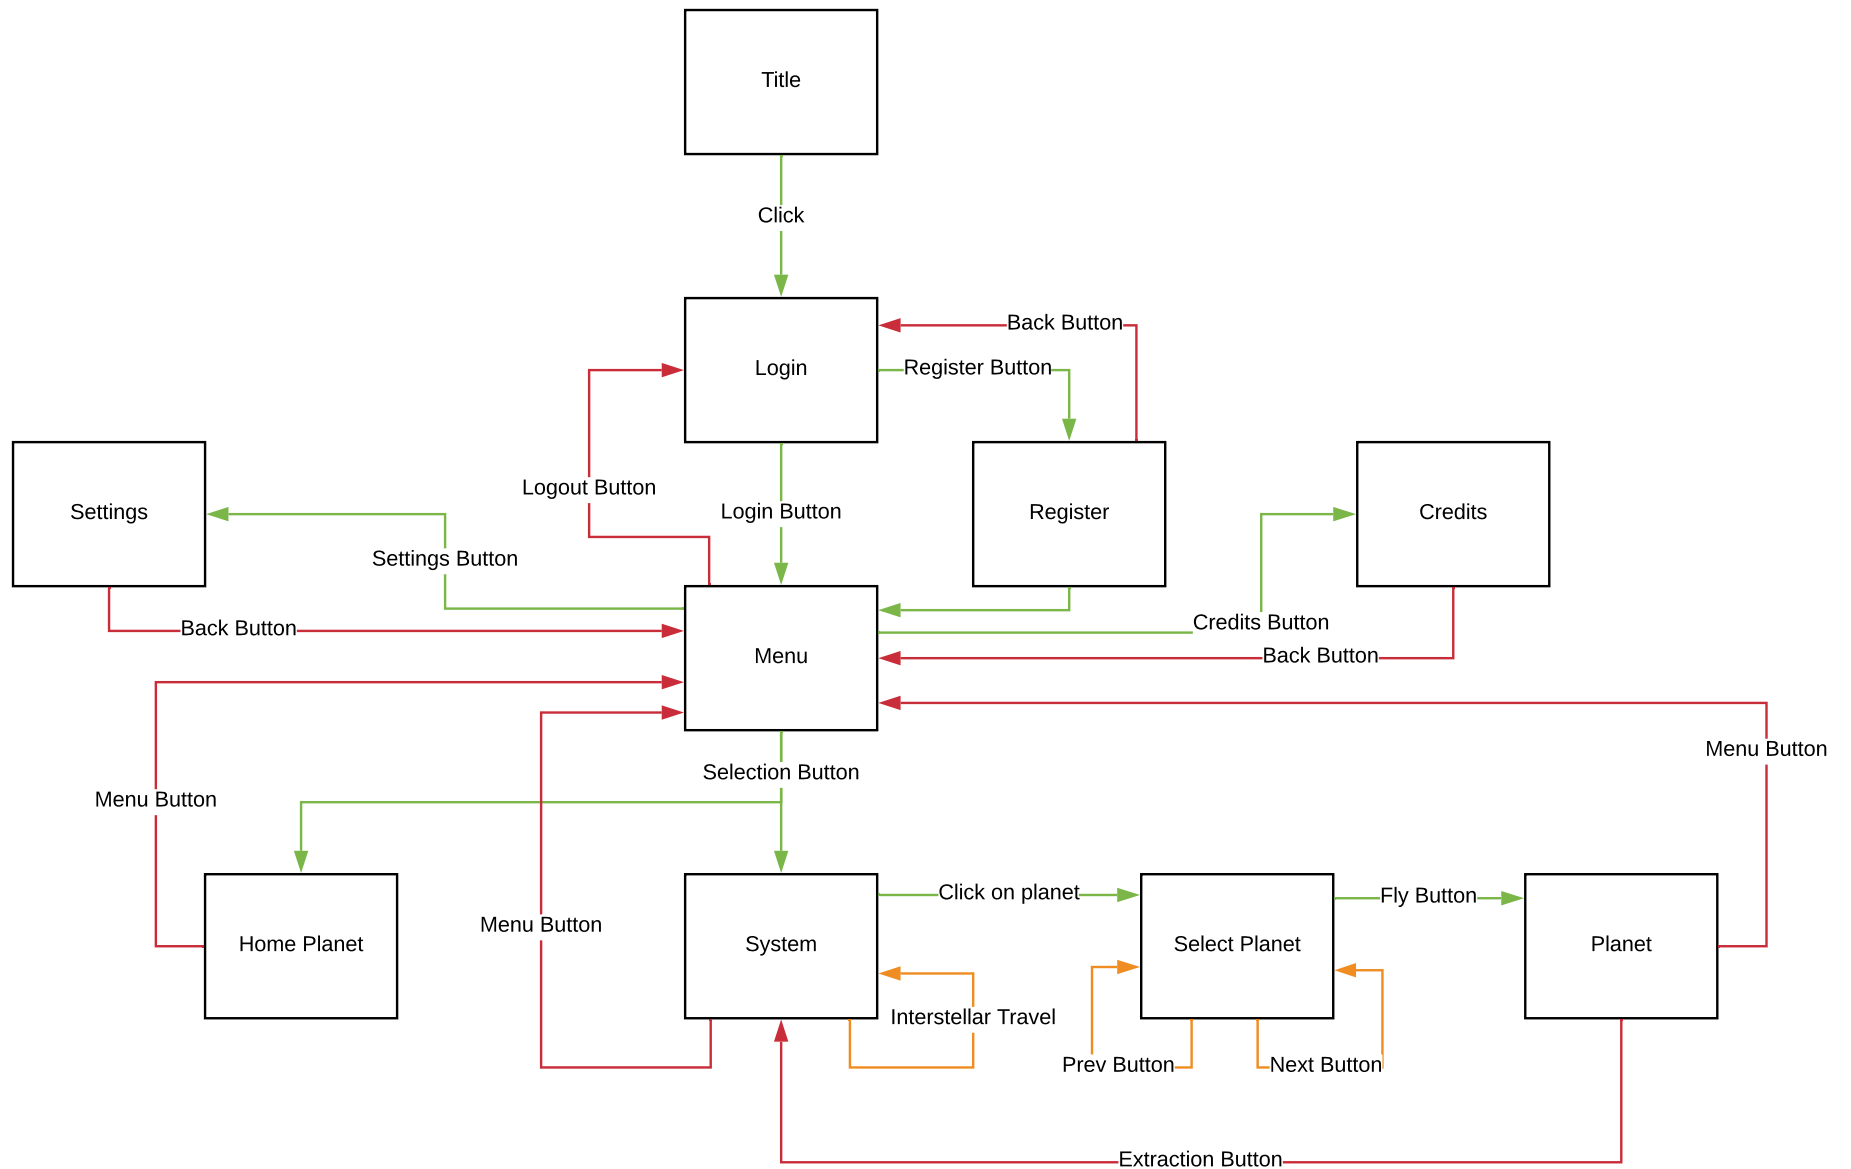 Title
Click
Back Button
Login
Register Button
Logout Button
Login Button
Settings
Register
Credits
Settings Button
Credits Button
Back Button
Menu
Back Button
Menu Button
Selection Button
Menu Button
Click on planet
Fly Button
Menu Button
Home Planet
System
Select Planet
Planet
Interstellar Travel
Prev Button
Next Button
Extraction Button